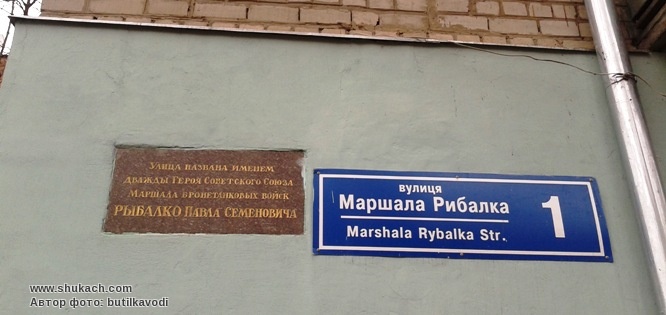 Улица названа именем
дважды Героя Советского Союза
Маршала бронетанковых войск
РЫБАЛКО Павла Семеновича
вулиця
Маршала Рибалка
Marshala Rybalka Str.
1
www.shukach.com
Автор фото: butilkavodi